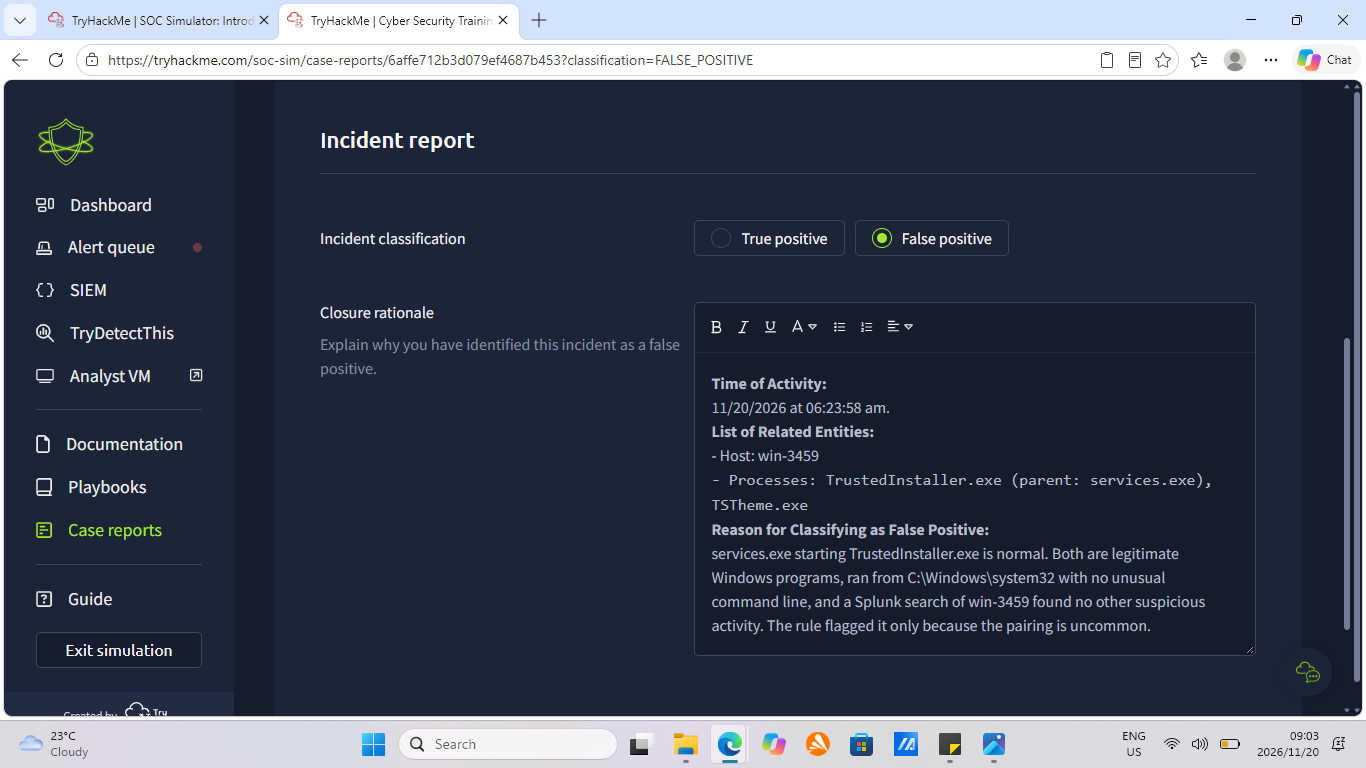 TryHackMe | SOC Simulator: Introd
TryHackMe | Cyber Security Trainin
https://tryhackme.com/soc-sim/case-reports/6affe712b3d079ef4687b453?classification=FALSE_POSITIVE
Chat
Dashboard
Alert queue
SIEM
TryDetectThis
Analyst VM
Documentation
Playbooks
Case reports
Guide
Exit simulation
Created by Try
Incident report
Incident classification
True positive
False positive
Closure rationale
Explain why you have identified this incident as a false
positive.
B I U A
Time of Activity:
11/20/2026 at 06:23:58 am.
List of Related Entities:
- Host: win-3459
- Processes: TrustedInstaller.exe (parent: services.exe),
TSTheme.exe
Reason for Classifying as False Positive:
services.exe starting TrustedInstaller.exe is normal. Both are legitimate
Windows programs, ran from C:\Windows\system32 with no unusual
command line, and a Splunk search of win-3459 found no other suspicious
activity. The rule flagged it only because the pairing is uncommon.
23°C
Cloudy
Search
ENG
US
09:03
2026/11/20